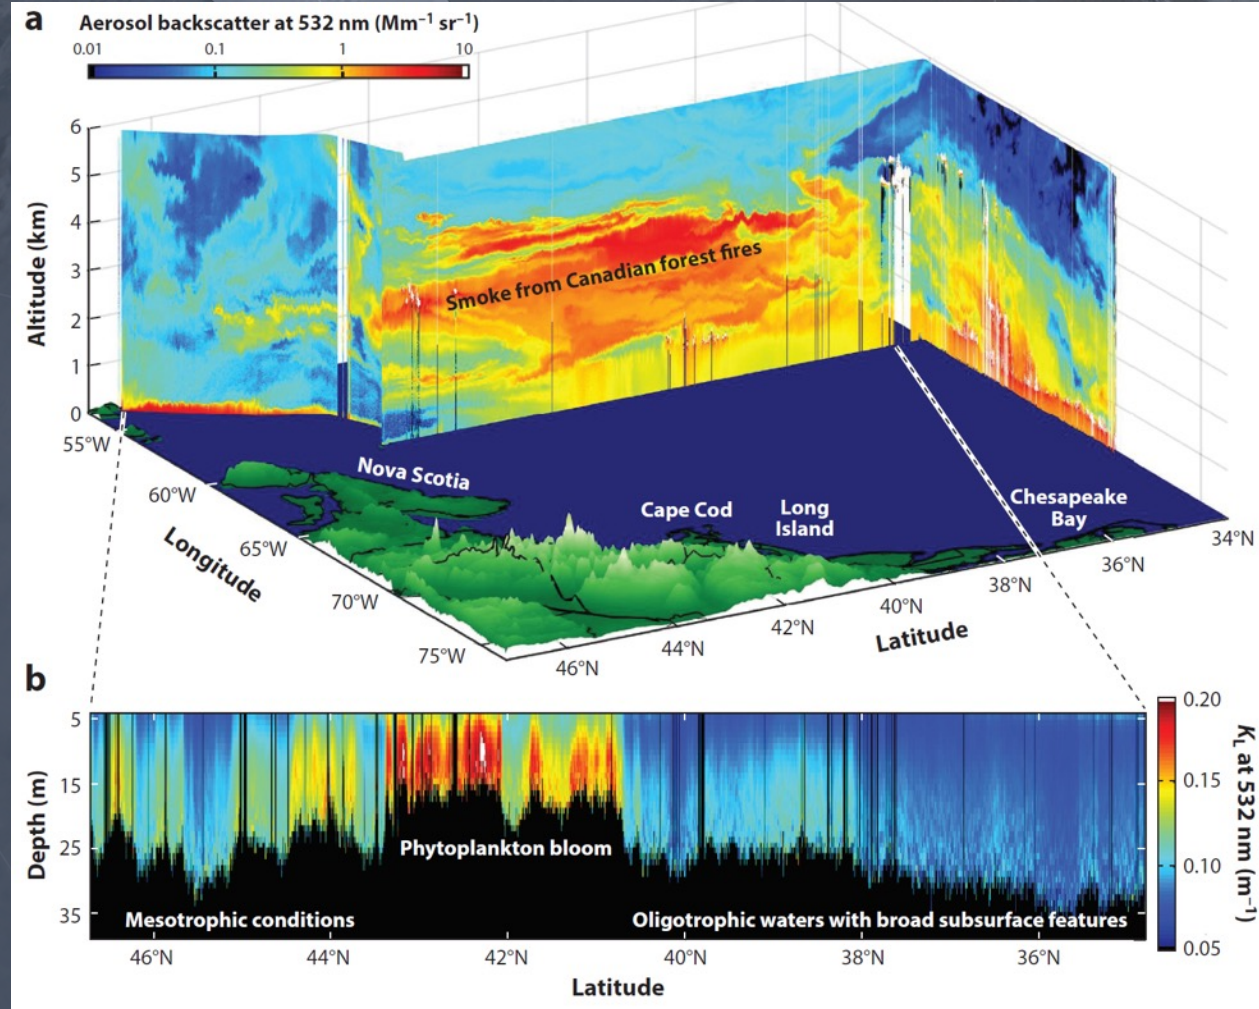 a
Aerosol backscatter at 532 nm (Mm⁻¹ sr⁻¹)
0.01 0.1 1 10
6
5
4
3
2
1
0
Altitude (km)
Smoke from Canadian forest fires
55°W
60°W
65°W
70°W
75°W
Longitude
Nova Scotia
Cape Cod
Long
Island
Chesapeake
Bay
34°N
36°N
38°N
40°N
42°N
44°N
46°N
Latitude
b
5
15
25
35
Depth (m)
Phytoplankton bloom
Mesotrophic conditions
Oligotrophic waters with broad subsurface features
46°N 44°N 42°N 40°N 38°N 36°N
Latitude
0.20
0.15
0.10
0.05
K_L at 532 nm (m⁻¹)